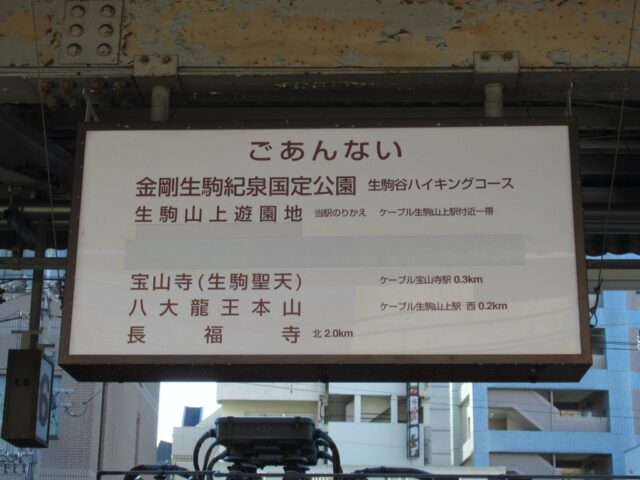 ごあんない
金剛生駒紀泉国定公園 生駒谷ハイキングコース
生駒山上遊園地 当駅のりかえ ケーブル生駒山上駅付近一帯
宝山寺(生駒聖天) ケーブル宝山寺駅 0.3km
八大龍王本山 ケーブル生駒山上駅 西 0.2km
長福寺 北 2.0km
6